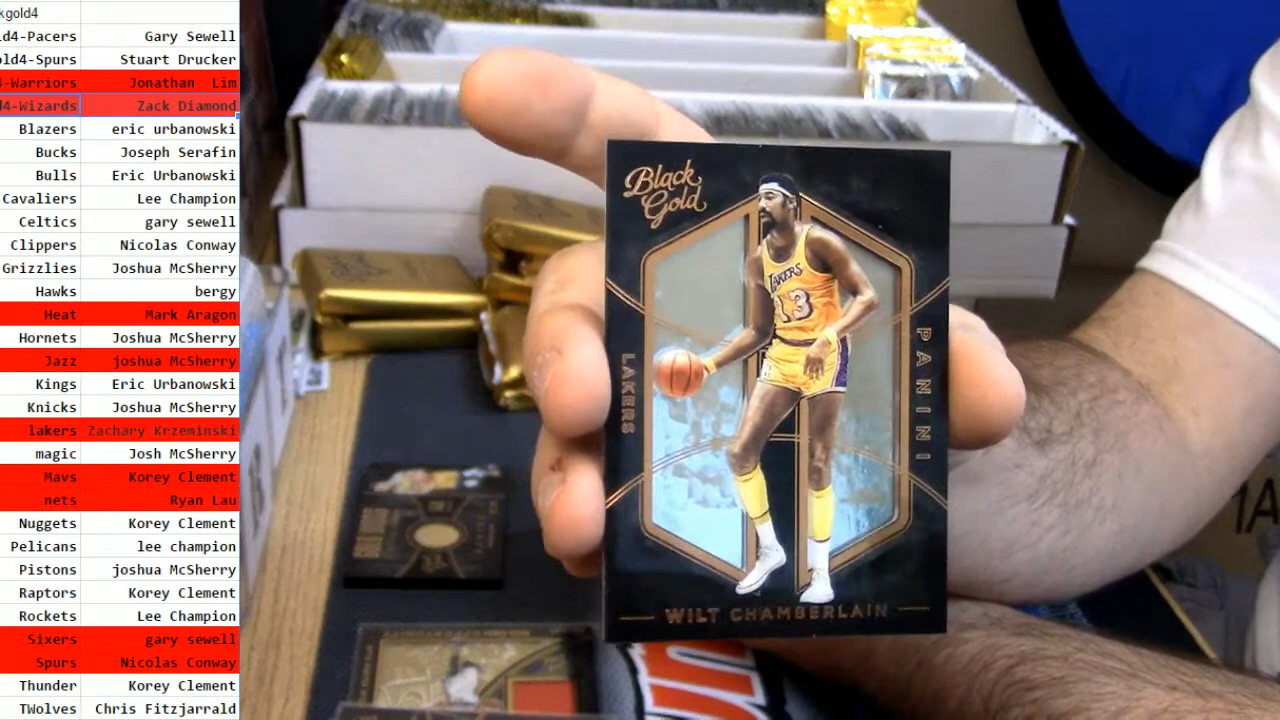 kgold4
ld4-Pacers Gary Sewell
old4-Spurs Stuart Drucker
4-Warriors Jonathan Lim
d4-Wizards Zack Diamond
Blazers eric urbanowski
Bucks Joseph Serafin
Bulls Eric Urbanowski
Cavaliers Lee Champion
Celtics gary sewell
Clippers Nicolas Conway
Grizzlies Joshua McSherry
Hawks bergy
Heat Mark Aragon
Hornets Joshua McSherry
Jazz joshua McSherry
Kings Eric Urbanowski
Knicks Joshua McSherry
lakers Zachary Krzeminski
magic Josh McSherry
Mavs Korey Clement
nets Ryan Lau
Nuggets Korey Clement
Pelicans lee champion
Pistons joshua McSherry
Raptors Korey Clement
Rockets Lee Champion
Sixers gary sewell
Spurs Nicolas Conway
Thunder Korey Clement
TWolves Chris Fitzjarrald
Black
Gold
LAKERS
13
LAKERS
PANINI
WILT CHAMBERLAIN